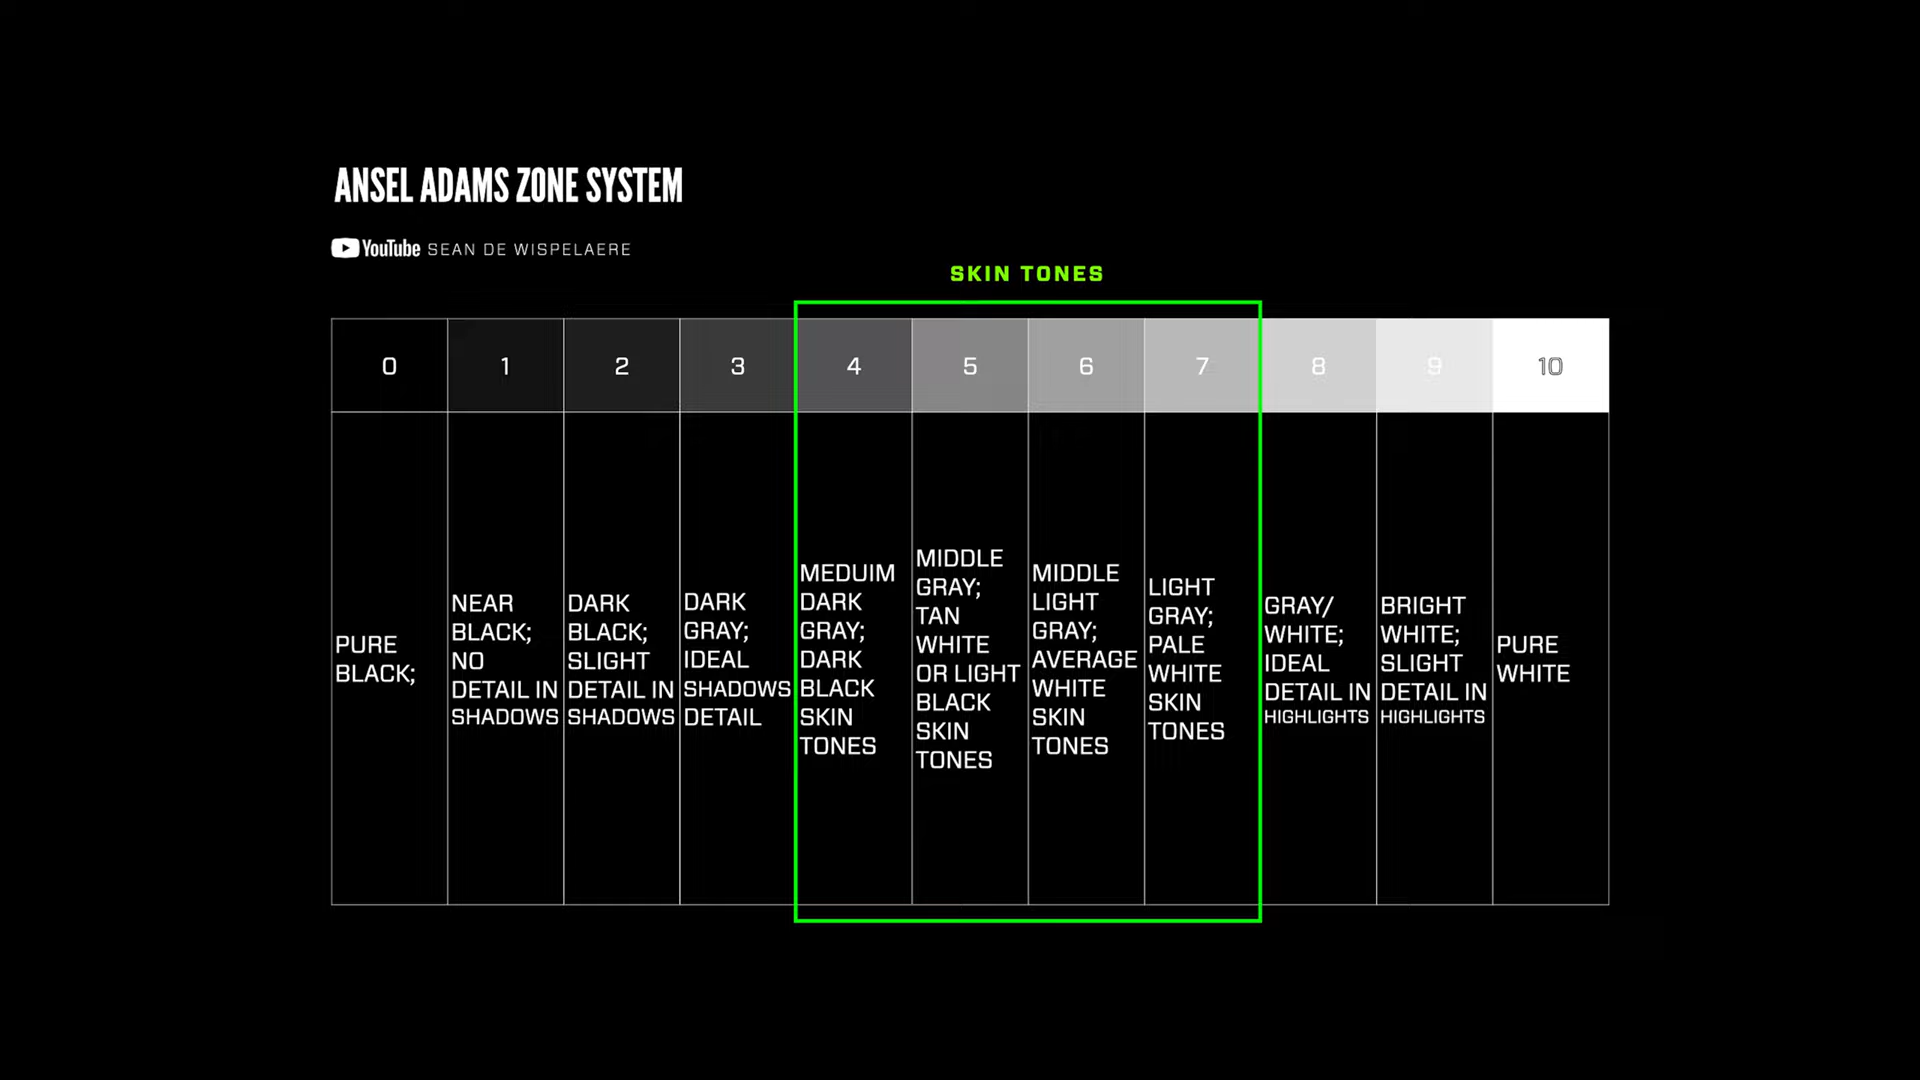 ANSEL ADAMS ZONE SYSTEM
YouTube SEAN DE WISPELAERE
SKIN TONES
0
1
2
3
4
5
6
7
8
9
10
PURE
BLACK;
NEAR
BLACK;
NO
DETAIL IN
SHADOWS
DARK
BLACK;
SLIGHT
DETAIL IN
SHADOWS
DARK
GRAY;
IDEAL
SHADOWS
DETAIL
MEDUIM
DARK
GRAY;
DARK
BLACK
SKIN
TONES
MIDDLE
GRAY;
TAN
WHITE
OR LIGHT
BLACK
SKIN
TONES
MIDDLE
LIGHT
GRAY;
AVERAGE
WHITE
SKIN
TONES
LIGHT
GRAY;
PALE
WHITE
SKIN
TONES
GRAY/
WHITE;
IDEAL
DETAIL IN
HIGHLIGHTS
BRIGHT
WHITE;
SLIGHT
DETAIL IN
HIGHLIGHTS
PURE
WHITE